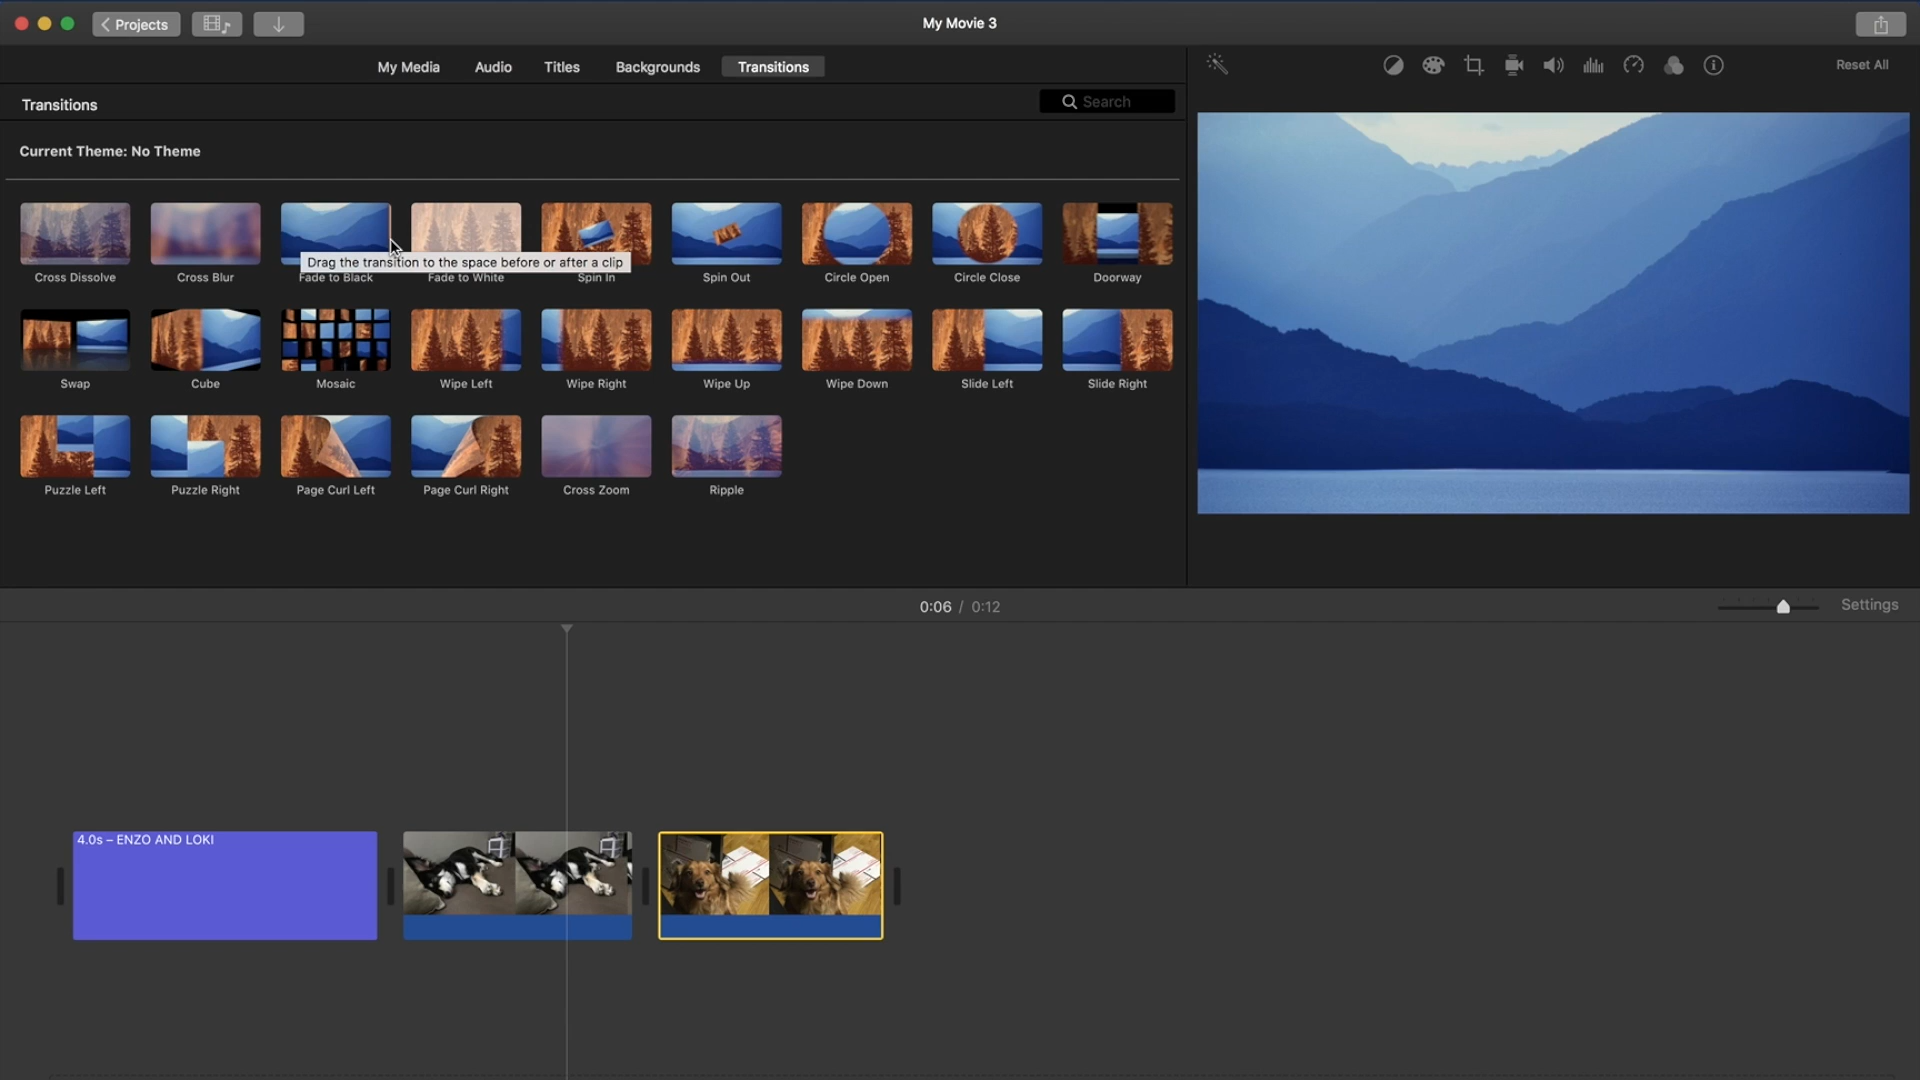 Projects
My Movie 3
My Media
Audio
Titles
Backgrounds
Transitions
Reset All
Transitions
Search
Current Theme: No Theme
Drag the transition to the space before or after a clip
Cross Dissolve
Cross Blur
Fade to Black
Fade to White
Spin In
Spin Out
Circle Open
Circle Close
Doorway
Swap
Cube
Mosaic
Wipe Left
Wipe Right
Wipe Up
Wipe Down
Slide Left
Slide Right
Puzzle Left
Puzzle Right
Page Curl Left
Page Curl Right
Cross Zoom
Ripple
0:06 / 0:12
Settings
4.0s – ENZO AND LOKI